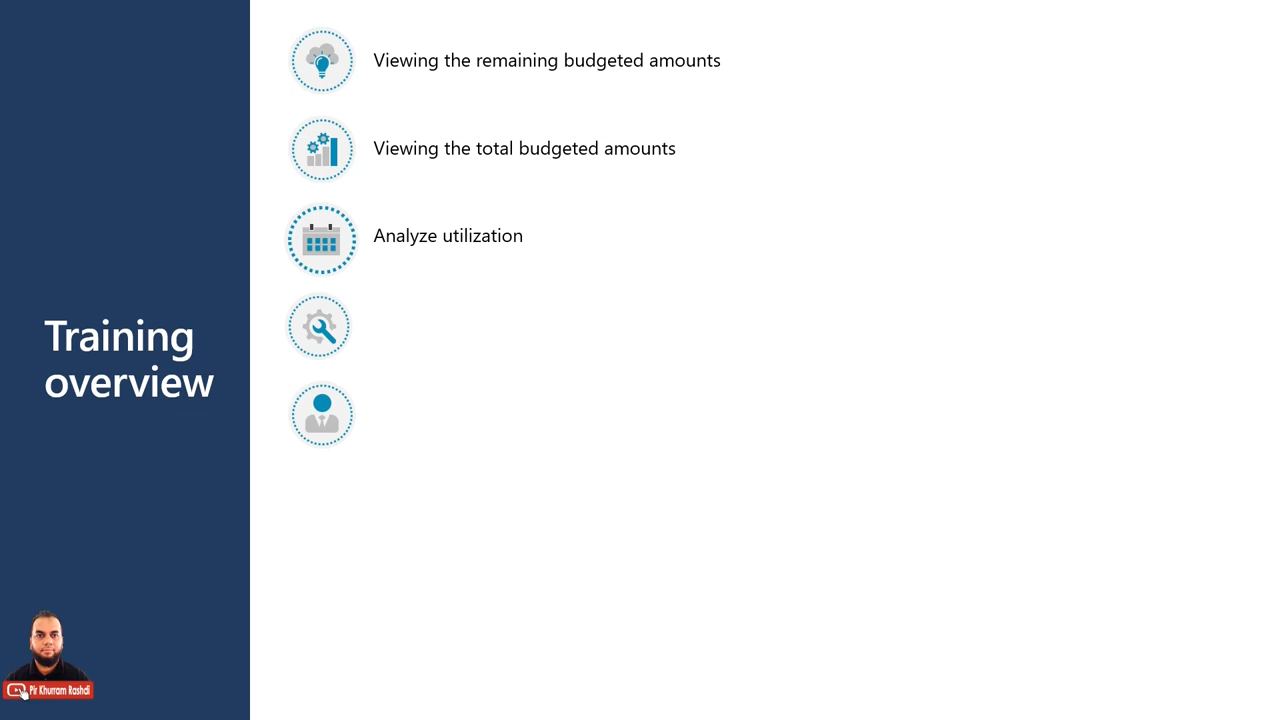 Viewing the remaining budgeted amounts
Viewing the total budgeted amounts
Analyze utilization
Training
overview
Pir Khurram Rashdi